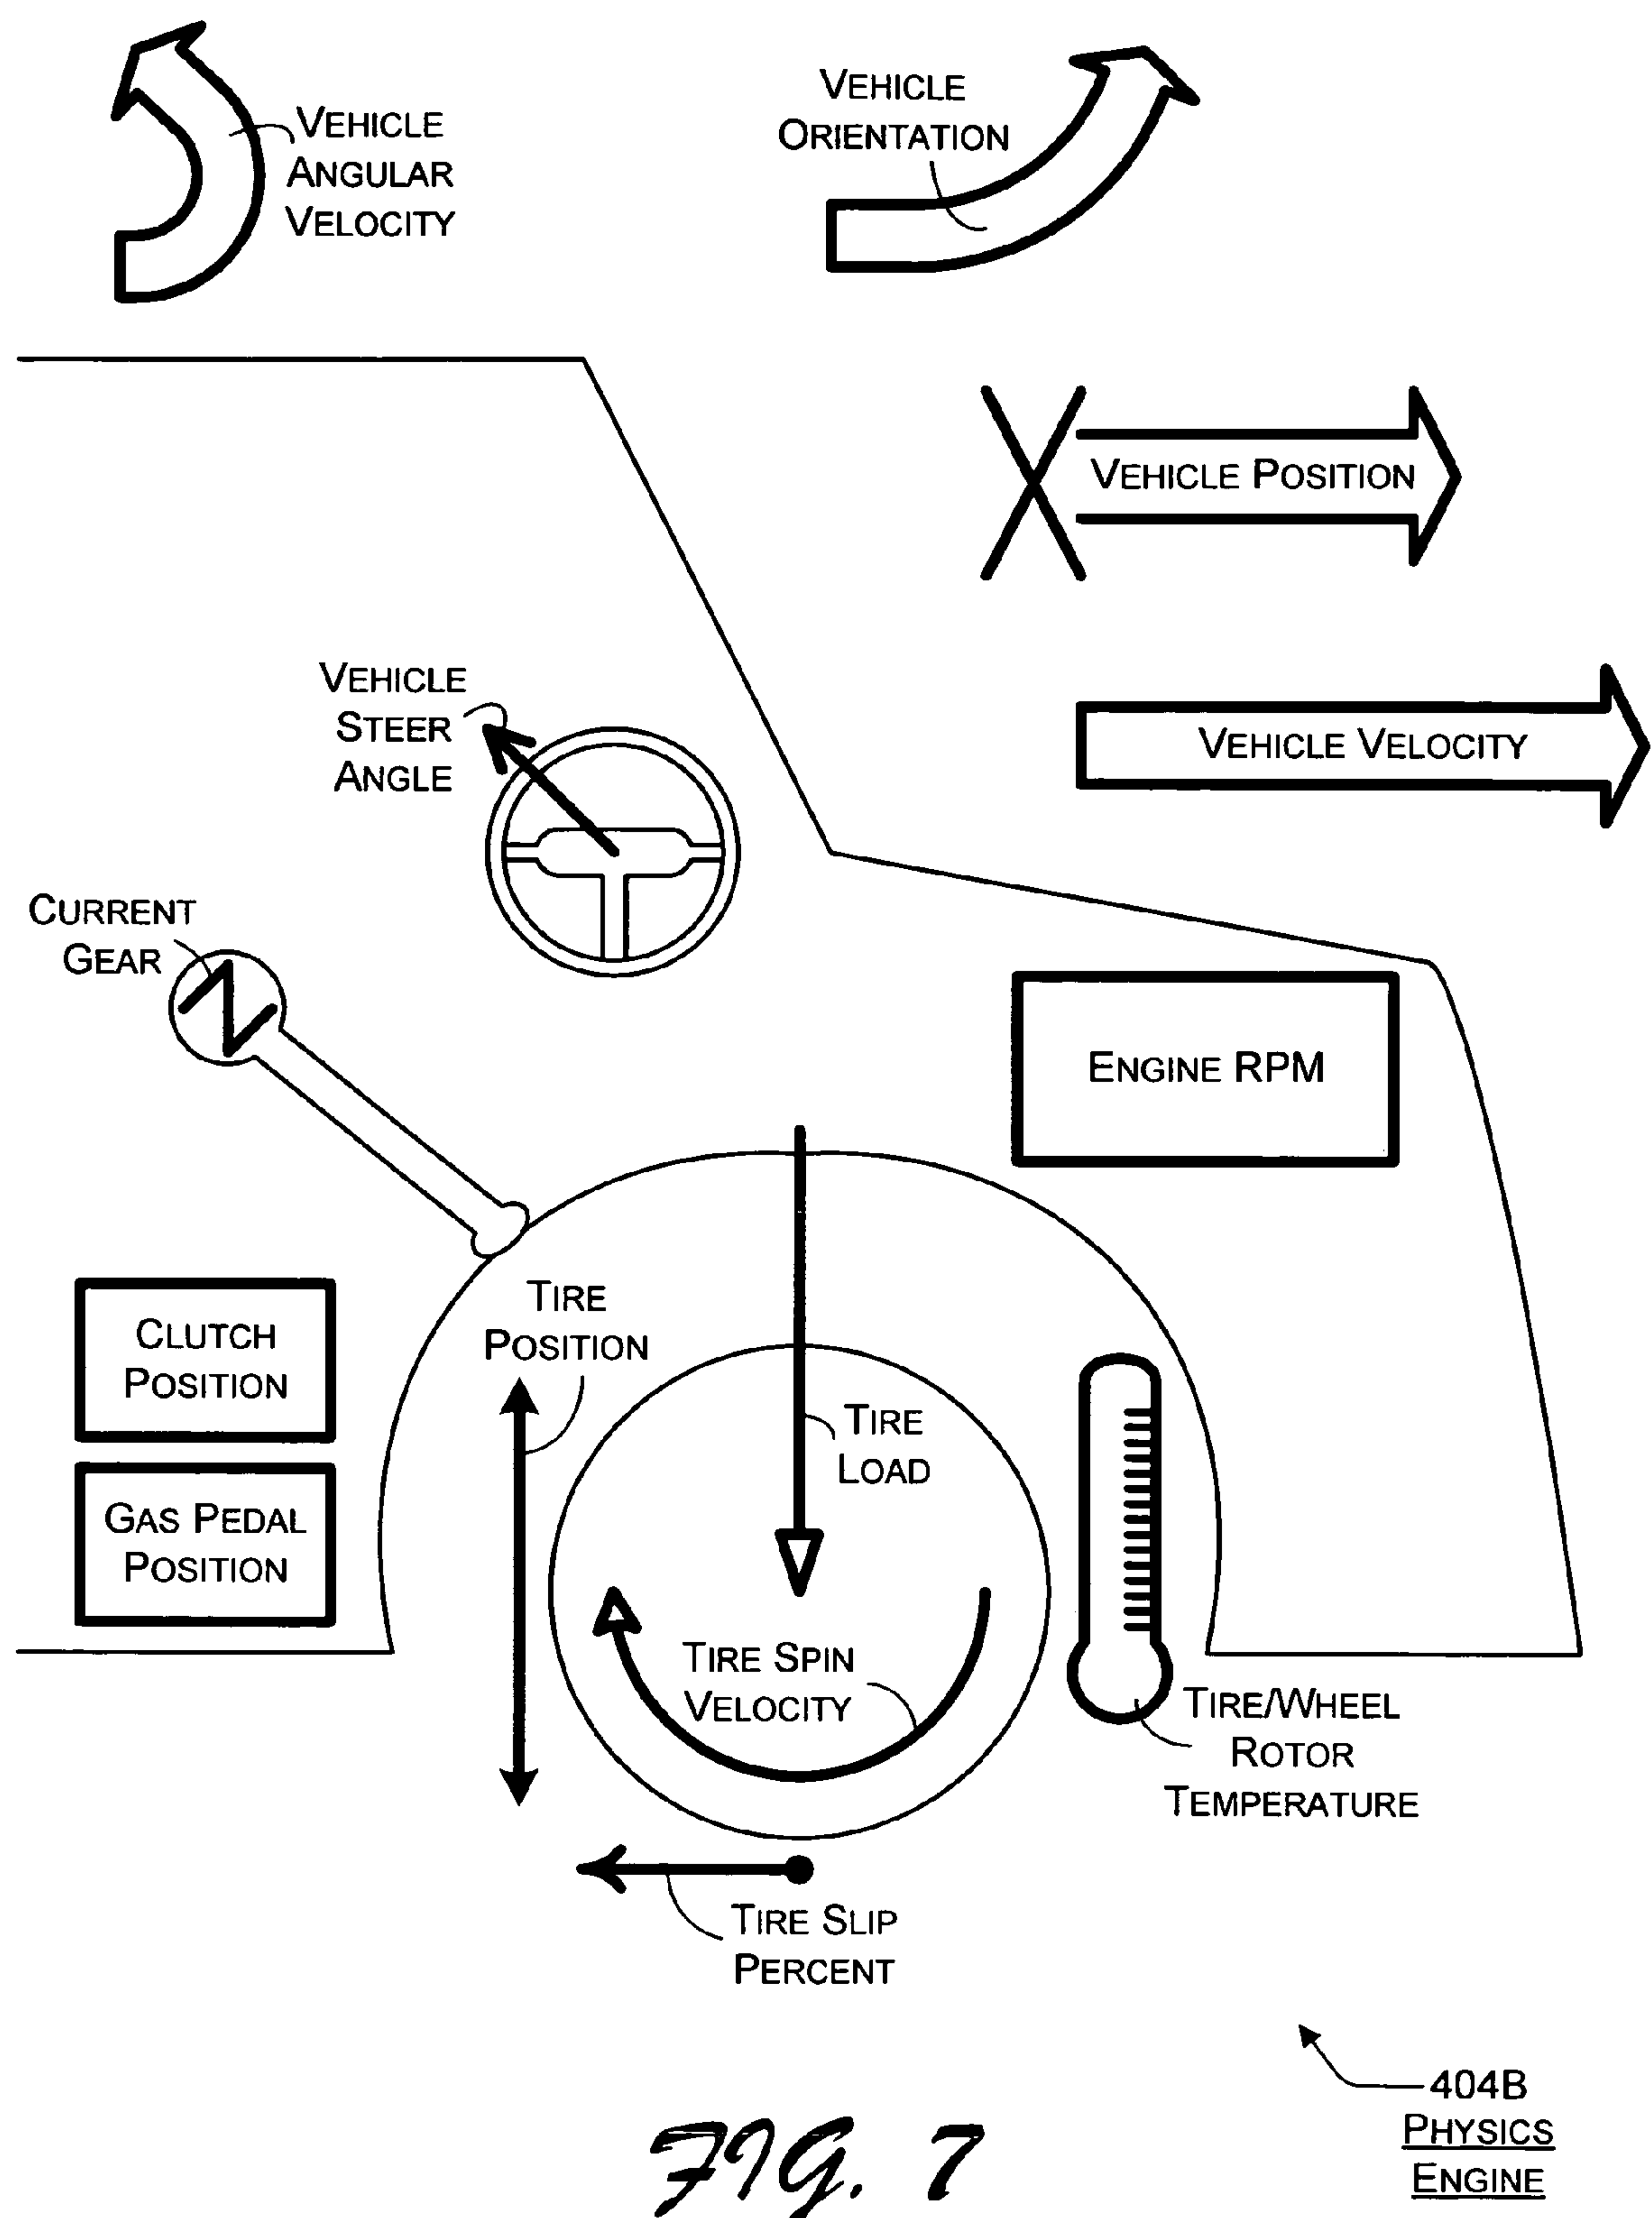 VEHICLE
ANGULAR
VELOCITY
VEHICLE
ORIENTATION
VEHICLE POSITION
VEHICLE
STEER
ANGLE
VEHICLE VELOCITY
CURRENT
GEAR
ENGINE RPM
TIRE
POSITION
CLUTCH
POSITION
TIRE
LOAD
GAS PEDAL
POSITION
TIRE SPIN
VELOCITY
TIRE/WHEEL
ROTOR
TEMPERATURE
TIRE SLIP
PERCENT
404B
PHYSICS
ENGINE
FIG. 7